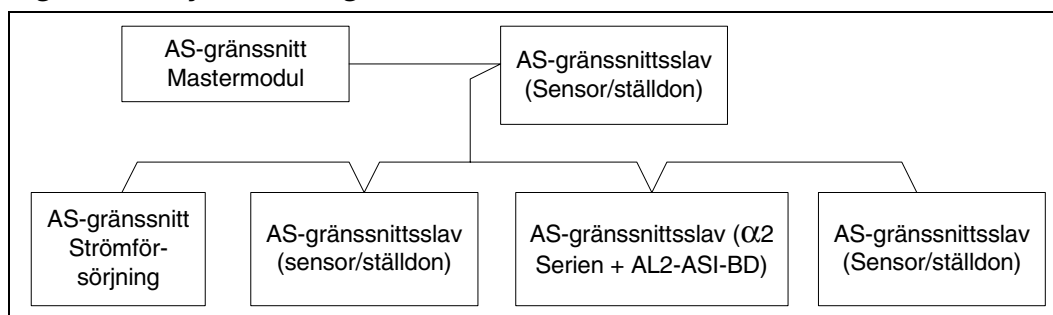 AS-gränssnitt
Mastermodul
AS-gränssnittsslav
(Sensor/ställdon)
AS-gränssnitt
Strömför-
sörjning
AS-gränssnittsslav
(sensor/ställdon)
AS-gränssnittsslav (α2
Serien + AL2-ASI-BD)
AS-gränssnittsslav
(Sensor/ställdon)